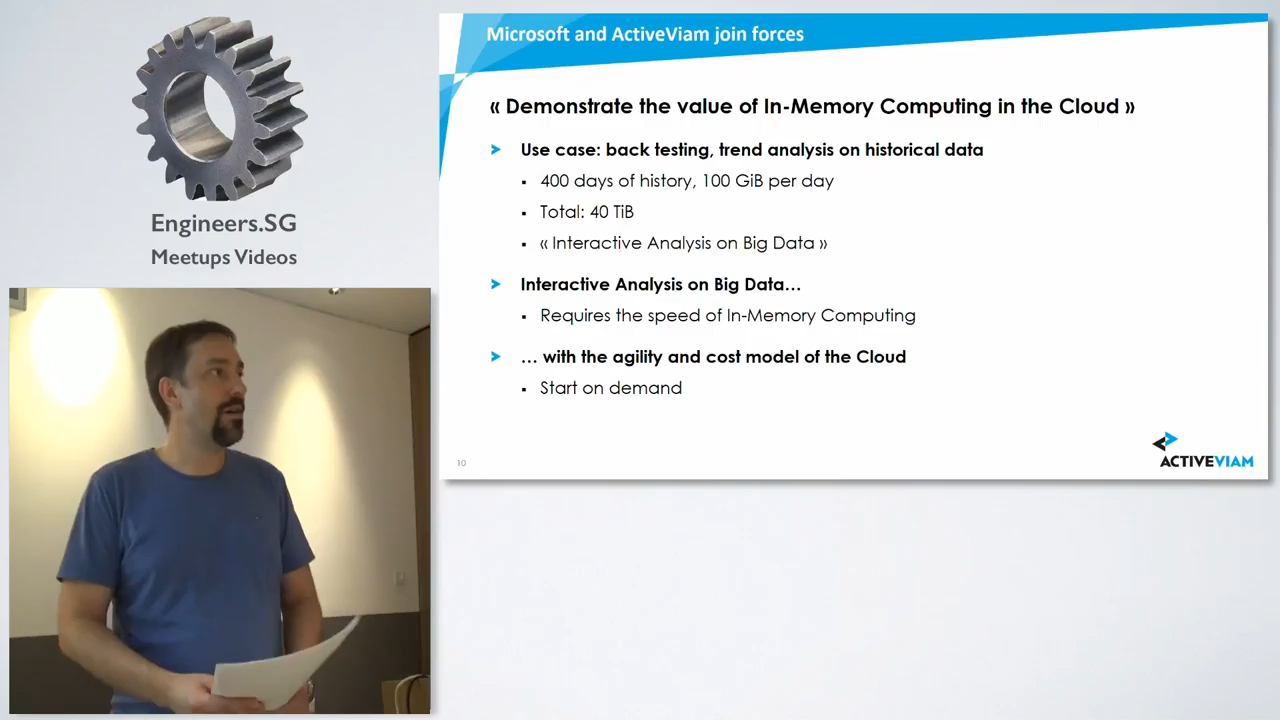 Engineers.SG
Meetups Videos
Microsoft and ActiveViam join forces
« Demonstrate the value of In-Memory Computing in the Cloud »
Use case: back testing, trend analysis on historical data
400 days of history, 100 GiB per day
Total: 40 TiB
« Interactive Analysis on Big Data »
Interactive Analysis on Big Data…
Requires the speed of In-Memory Computing
… with the agility and cost model of the Cloud
Start on demand
10
ACTIVEVIAM